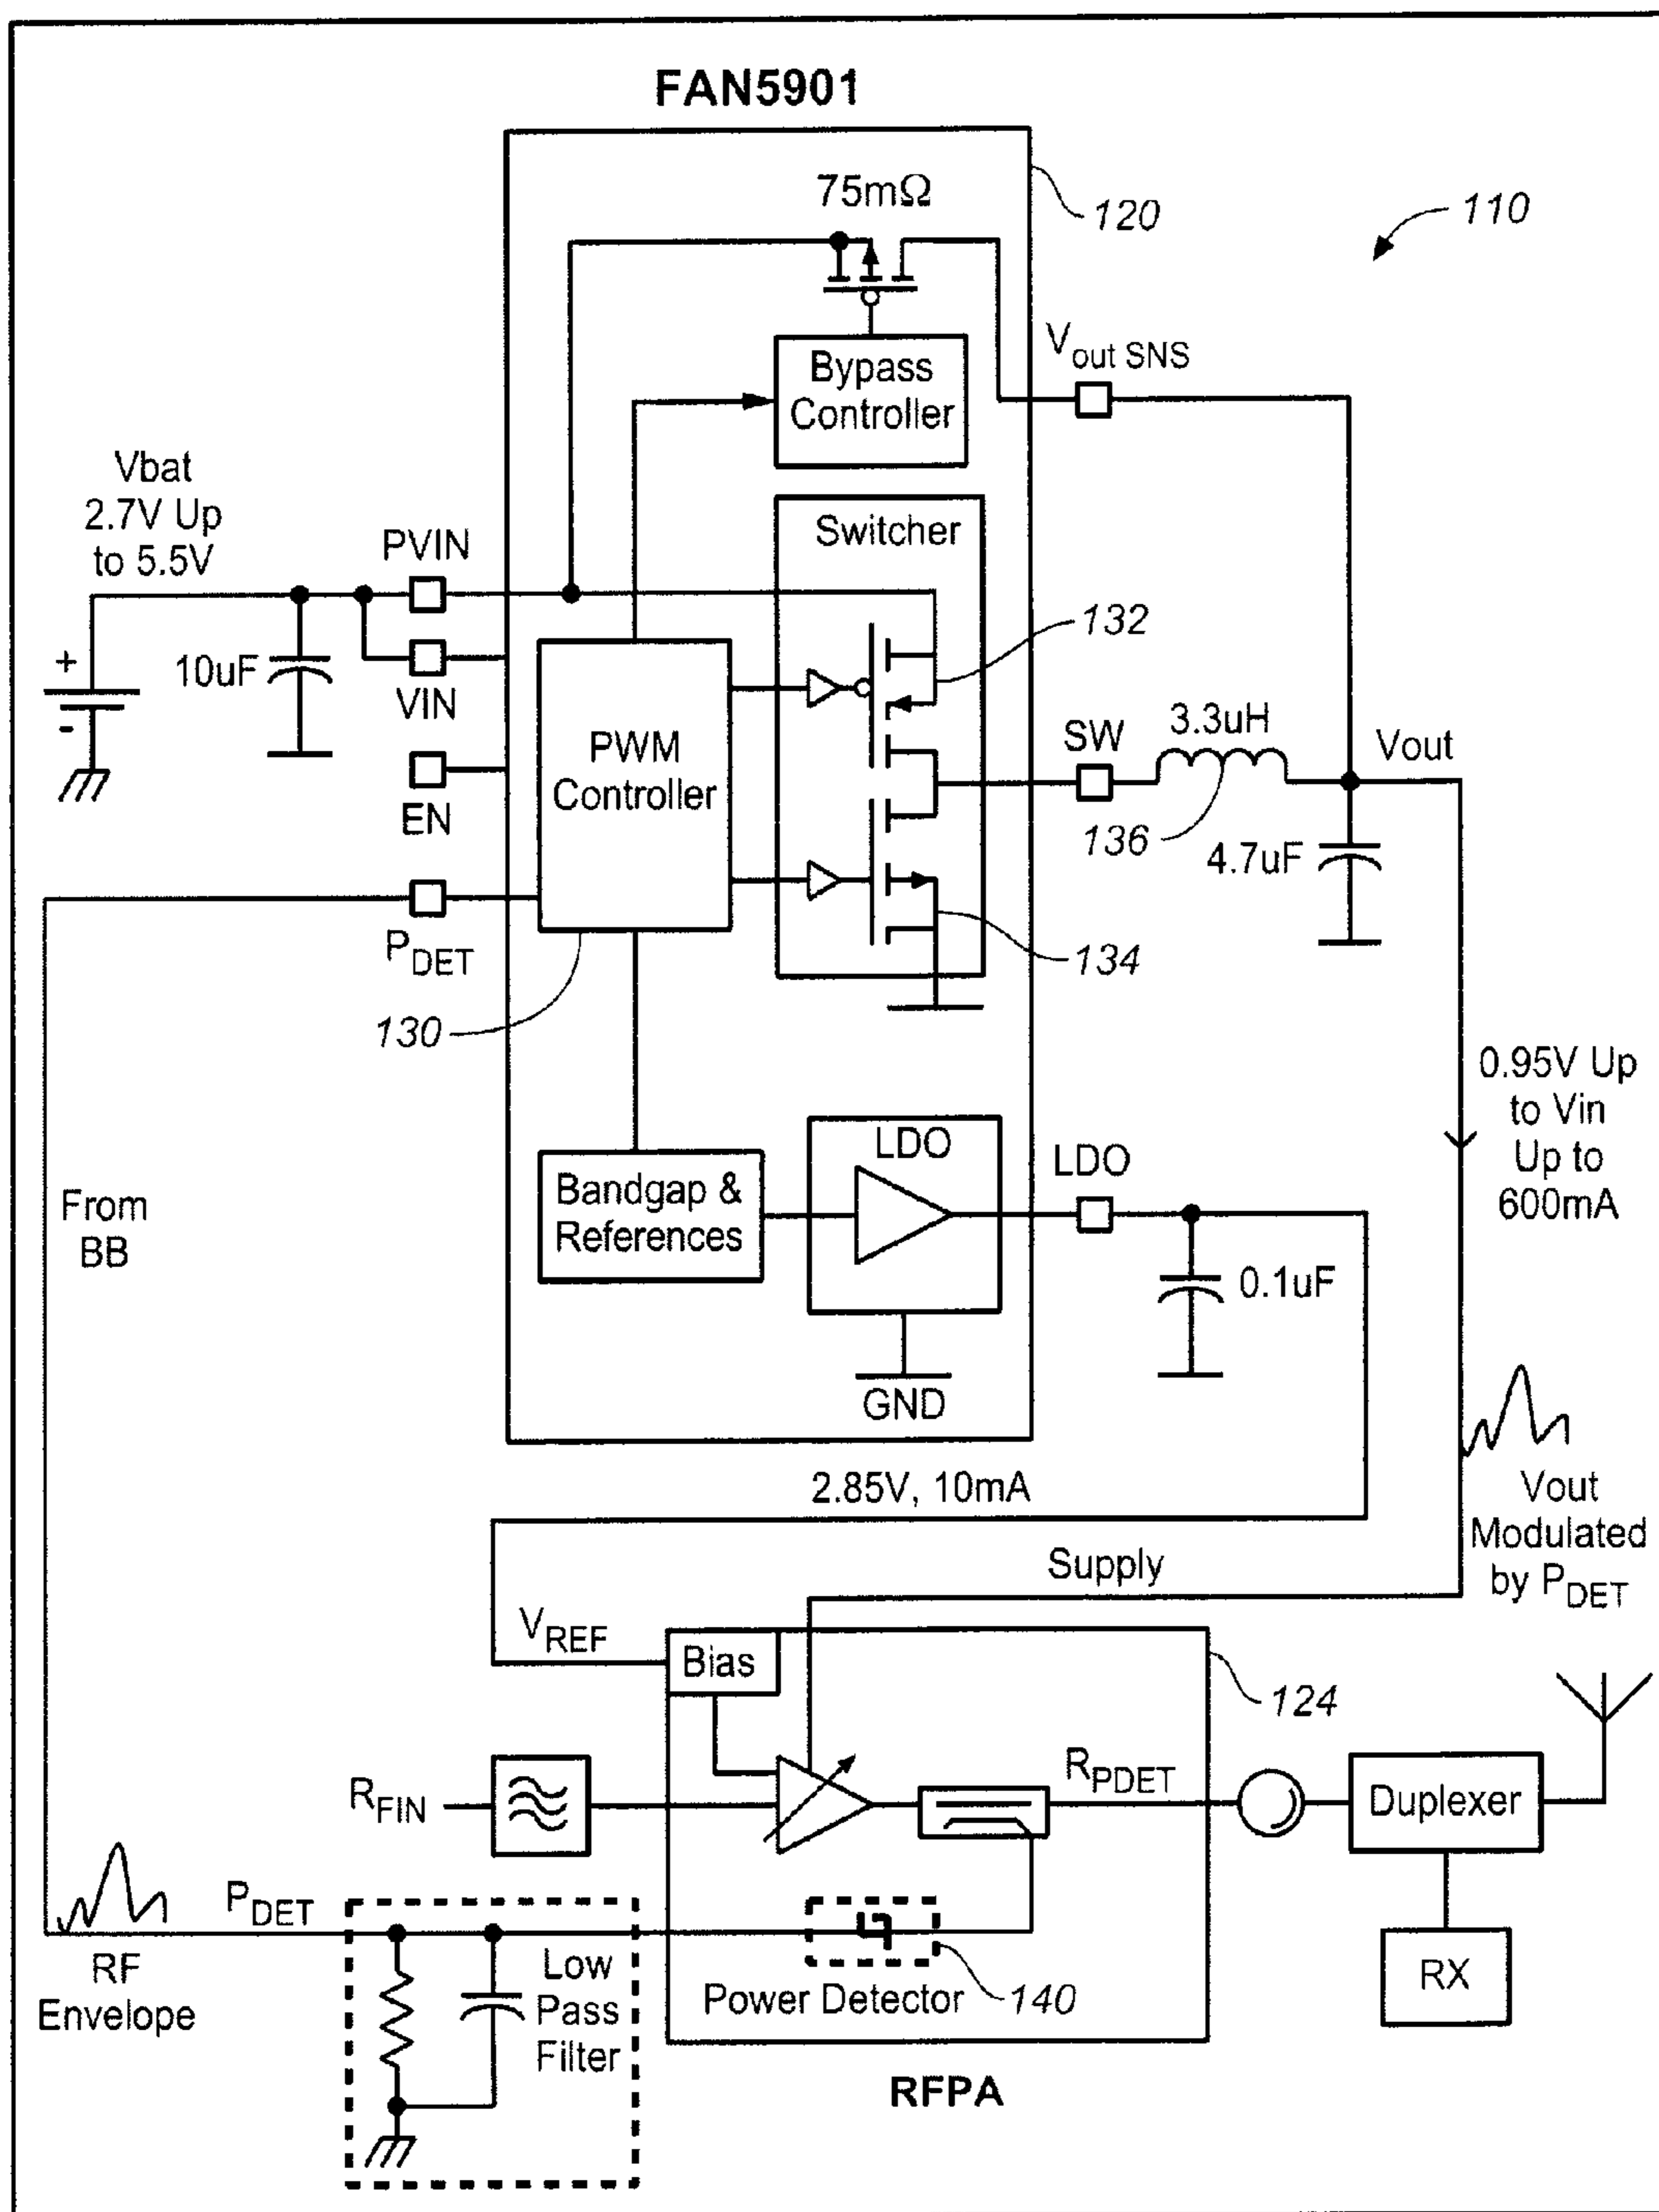 FAN5901
75mΩ
120
110
Bypass
Controller
Vout SNS
Vbat
2.7V Up
to 5.5V
PVIN
Switcher
132
+
-
10uF
VIN
PWM
Controller
SW
3.3uH
Vout
EN
136
4.7uF
PDET
134
130
0.95V Up
to Vin
Up to
600mA
LDO
LDO
Bandgap &
References
From
BB
0.1uF
GND
2.85V, 10mA
Vout
Modulated
by PDET
Supply
VREF
Bias
124
RFIN
RPDET
Duplexer
PDET
RF
Envelope
Low
Pass
Filter
Power Detector
140
RX
RFPA